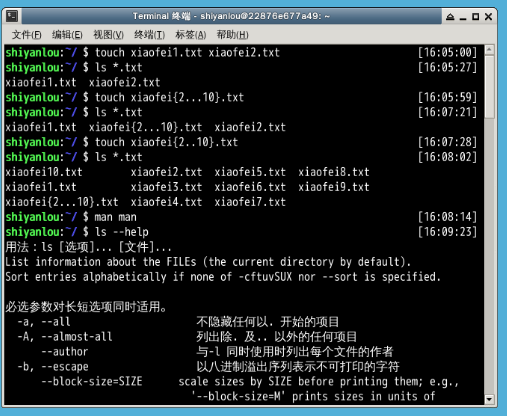 Terminal 终端 - shiyanlou@22876e677a49: ~
文件(F) 编辑(E) 视图(V) 终端(T) 标签(A) 帮助(H)
shiyanlou:~/ $ touch xiaofei1.txt xiaofei2.txt [16:05:00]
shiyanlou:~/ $ ls *.txt [16:05:27]
xiaofei1.txt xiaofei2.txt
shiyanlou:~/ $ touch xiaofei{2...10}.txt [16:05:59]
shiyanlou:~/ $ ls *.txt [16:07:21]
xiaofei1.txt xiaofei{2...10}.txt xiaofei2.txt
shiyanlou:~/ $ touch xiaofei{2..10}.txt [16:07:28]
shiyanlou:~/ $ ls *.txt [16:08:02]
xiaofei10.txt xiaofei2.txt xiaofei5.txt xiaofei8.txt
xiaofei1.txt xiaofei3.txt xiaofei6.txt xiaofei9.txt
xiaofei{2...10}.txt xiaofei4.txt xiaofei7.txt
shiyanlou:~/ $ man man [16:08:14]
shiyanlou:~/ $ ls --help [16:09:23]
用法：ls [选项]... [文件]...
List information about the FILEs (the current directory by default).
Sort entries alphabetically if none of -cftuvSUX nor --sort is specified.
必选参数对长短选项同时适用。
-a, --all 不隐藏任何以. 开始的项目
-A, --almost-all 列出除. 及.. 以外的任何项目
--author 与-l 同时使用时列出每个文件的作者
-b, --escape 以八进制溢出序列表示不可打印的字符
--block-size=SIZE scale sizes by SIZE before printing them; e.g.,
'--block-size=M' prints sizes in units of